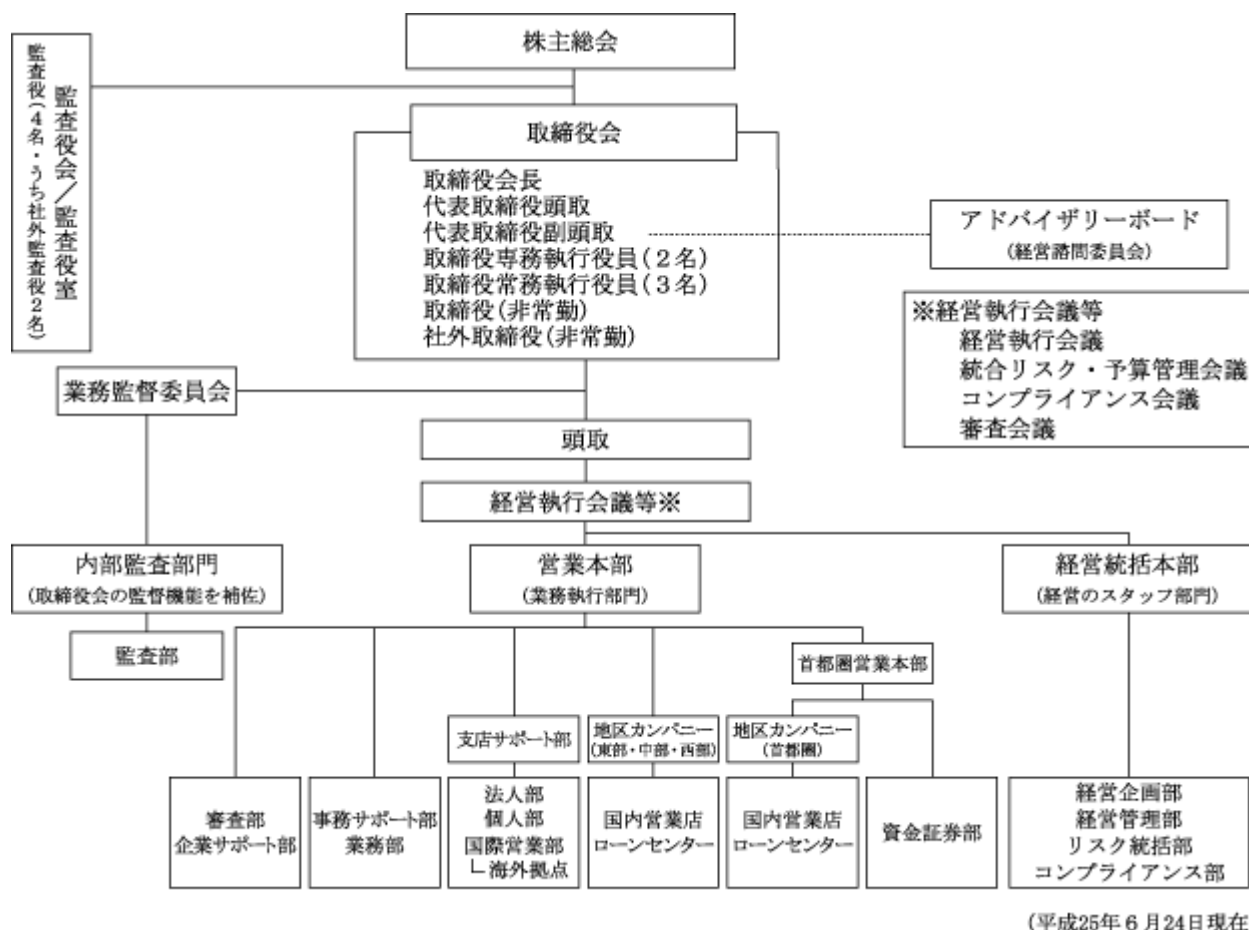 株主総会
監査役会／監査役室
監査役(４名・うち社外監査役２名)
取締役会
取締役会長
代表取締役頭取
代表取締役副頭取
取締役専務執行役員(２名)
取締役常務執行役員(３名)
取締役(非常勤)
社外取締役(非常勤)
アドバイザリーボード
(経営諮問委員会)
※経営執行会議等
経営執行会議
統合リスク・予算管理会議
コンプライアンス会議
審査会議
業務監督委員会
頭取
経営執行会議等※
内部監査部門
(取締役会の監督機能を補佐)
営業本部
(業務執行部門)
経営統括本部
(経営のスタッフ部門)
監査部
首都圏営業本部
支店サポート部
地区カンパニー
(東部・中部・西部)
地区カンパニー
(首都圏)
審査部
企業サポート部
事務サポート部
業務部
法人部
個人部
国際営業部
└海外拠点
国内営業店
ローンセンター
国内営業店
ローンセンター
資金証券部
経営企画部
経営管理部
リスク統括部
コンプライアンス部
(平成25年６月24日現在